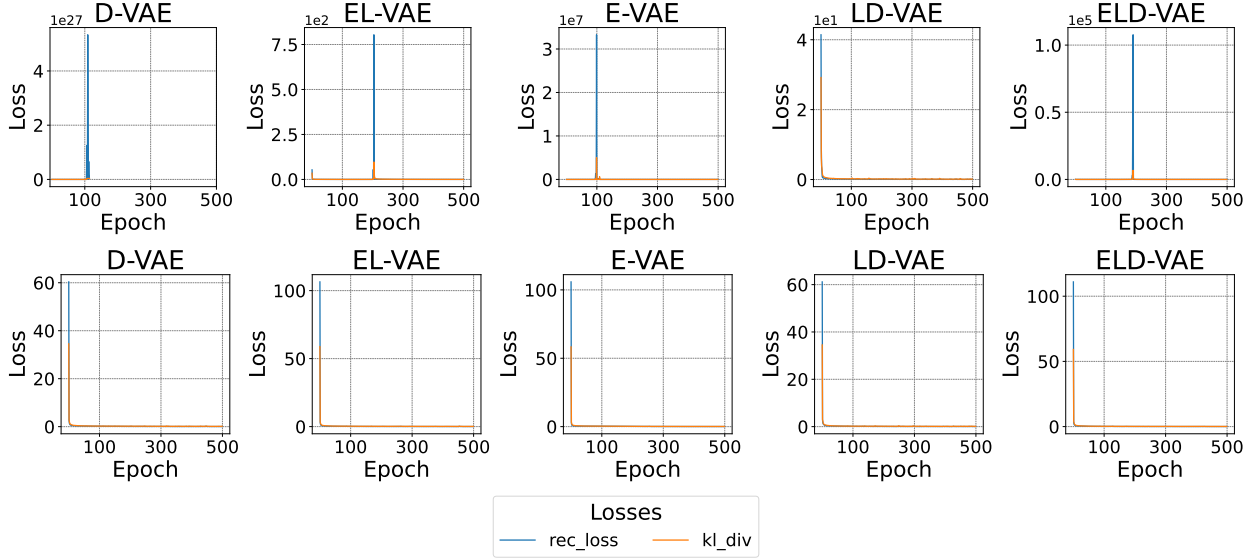 D-VAE EL-VAE E-VAE LD-VAE ELD-VAE
1e27 1e2 1e7 1e1 1e5
Loss Loss Loss Loss Loss
4 2 0
7.5 5.0 2.5 0.0
3 2 1 0
4 2 0
1.0 0.5 0.0
100 300 500 100 300 500 100 300 500 100 300 500 100 300 500
Epoch Epoch Epoch Epoch Epoch
D-VAE EL-VAE E-VAE LD-VAE ELD-VAE
Loss Loss Loss Loss Loss
60 40 20 0
100 50 0
100 50 0
60 40 20 0
100 50 0
100 300 500 100 300 500 100 300 500 100 300 500 100 300 500
Epoch Epoch Epoch Epoch Epoch
Losses
rec_loss kl_div